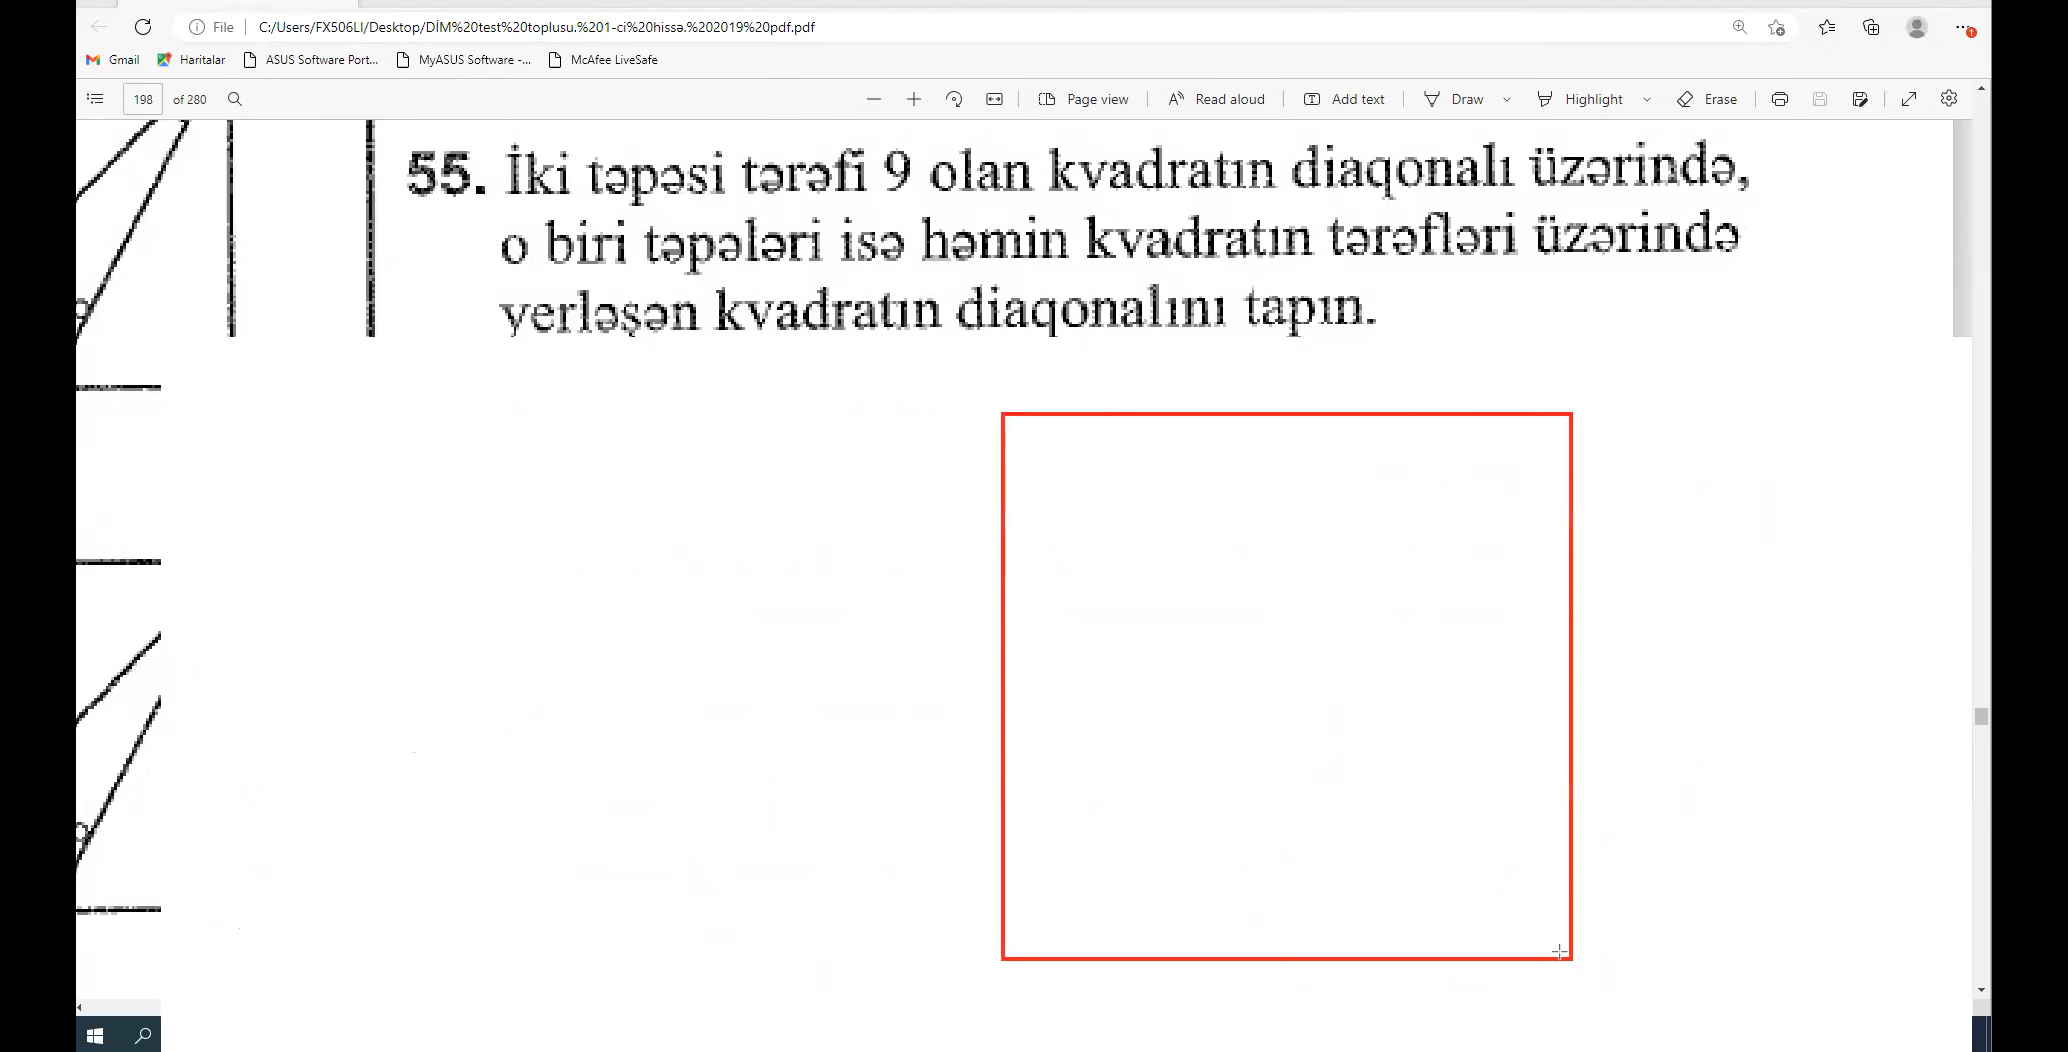 File
C:/Users/FX506LI/Desktop/DİM%20test%20toplusu.%201-ci%20hissə.%202019%20pdf.pdf
Gmail
Haritalar
ASUS Software Port...
MyASUS Software -...
McAfee LiveSafe
198 of 280
Page view
Read aloud
Add text
Draw
Highlight
Erase
55. İki təpəsi tərəfi 9 olan kvadratın diaqonalı üzərində,
o biri təpələri isə həmin kvadratın tərəfləri üzərində
yerləşən kvadratın diaqonalını tapın.